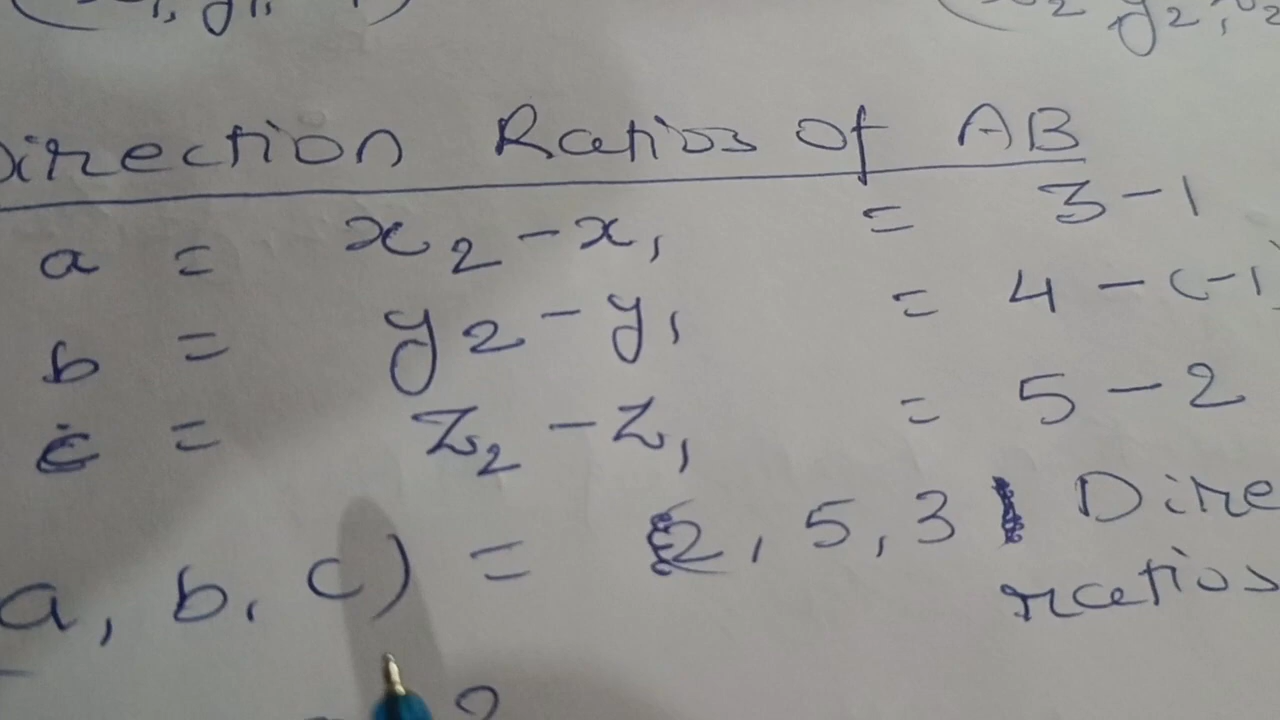 Direction Ratios Of AB
a = x₂ - x₁ = 3 - 1
b = y₂ - y₁ = 4 - (-1)
c = z₂ - z₁ = 5 - 2
a, b, c) = 2, 5, 3 Dire
ratios